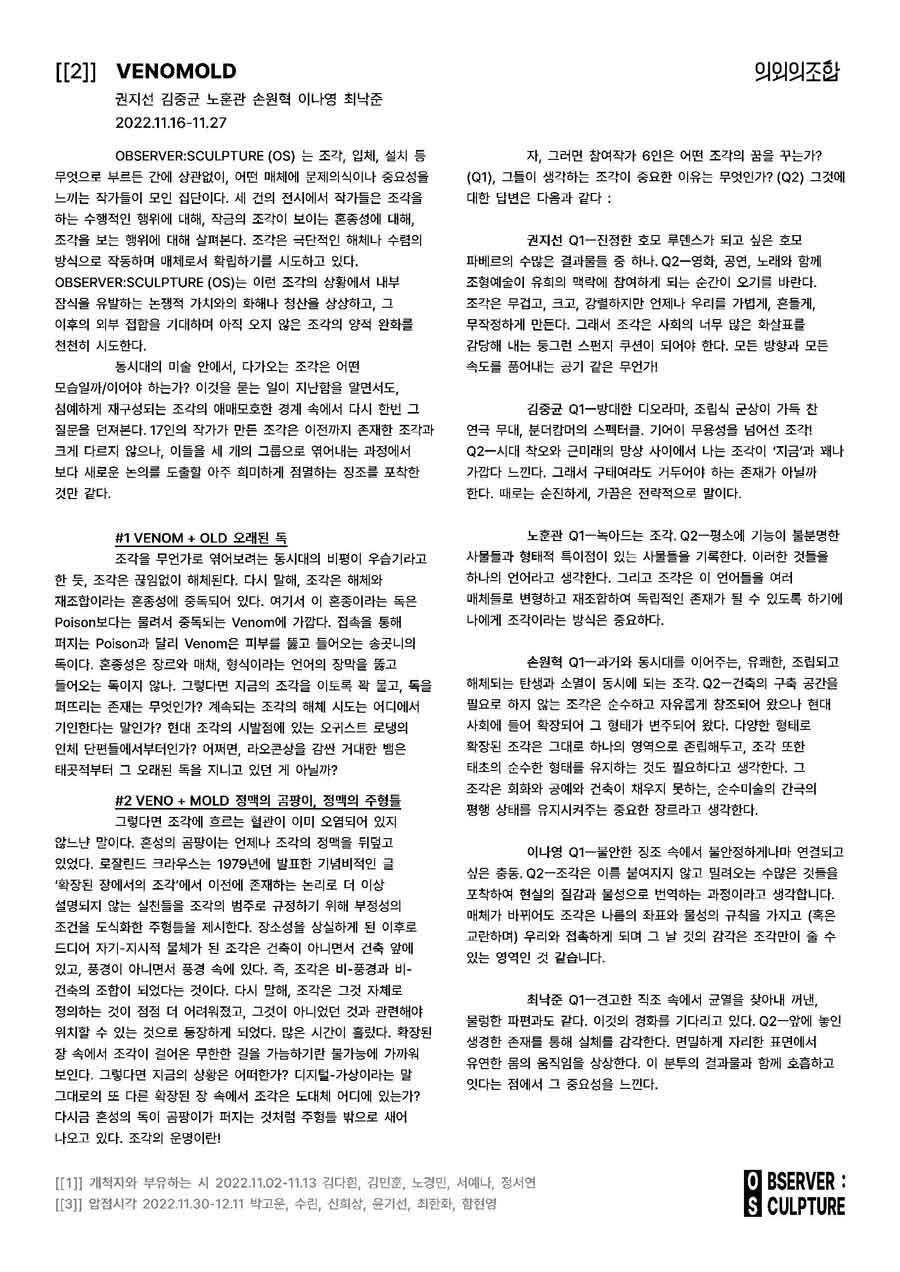 [[2]] VENOMOLD
의외의조합
권지선 김중균 노훈관 손원혁 이나영 최낙준
2022.11.16-11.27
OBSERVER:SCULPTURE (OS) 는 조각, 입체, 설치 등
무엇으로 부르든 간에 상관없이, 어떤 매체에 문제의식이나 중요성을
느끼는 작가들이 모인 집단이다. 세 건의 전시에서 작가들은 조각을
하는 수행적인 행위에 대해, 작금의 조각이 보이는 혼종성에 대해,
조각을 보는 행위에 대해 살펴본다. 조각은 극단적인 해체나 수렴의
방식으로 작동하며 매체로서 확립하기를 시도하고 있다.
OBSERVER:SCULPTURE (OS)는 이런 조각의 상황에서 내부
잠식을 유발하는 논쟁적 가치와의 화해나 청산을 상상하고, 그
이후의 외부 접합을 기대하며 아직 오지 않은 조각의 양적 완화를
천천히 시도한다.
동시대의 미술 안에서, 다가오는 조각은 어떤
모습일까/이어야 하는가? 이것을 묻는 일이 지난함을 알면서도,
첨예하게 재구성되는 조각의 애매모호한 경계 속에서 다시 한번 그
질문을 던져본다. 17인의 작가가 만든 조각은 이전까지 존재한 조각과
크게 다르지 않으나, 이들을 세 개의 그룹으로 엮어내는 과정에서
보다 새로운 논의를 도출할 아주 희미하게 점멸하는 징조를 포착한
것만 같다.
#1 VENOM + OLD 오래된 독
조각을 무언가로 엮어보려는 동시대의 비평이 우습기라고
한 듯, 조각은 끊임없이 해체된다. 다시 말해, 조각은 해체와
재조합이라는 혼종성에 중독되어 있다. 여기서 이 혼종이라는 독은
Poison보다는 물려서 중독되는 Venom에 가깝다. 접속을 통해
퍼지는 Poison과 달리 Venom은 피부를 뚫고 들어오는 송곳니의
독이다. 혼종성은 장르와 매채, 형식이라는 언어의 장막을 뚫고
들어오는 독이지 않나. 그렇다면 지금의 조각을 이토록 꽉 물고, 독을
퍼뜨리는 존재는 무엇인가? 계속되는 조각의 해체 시도는 어디에서
기인한다는 말인가? 현대 조각의 시발점에 있는 오귀스트 로댕의
인체 단편들에서부터인가? 어쩌면, 라오콘상을 감싼 거대한 뱀은
태곳적부터 그 오래된 독을 지니고 있던 게 아닐까?
#2 VENO + MOLD 정맥의 곰팡이, 정맥의 주형들
그렇다면 조각에 흐르는 혈관이 이미 오염되어 있지
않느냔 말이다. 혼성의 곰팡이는 언제나 조각의 정맥을 뒤덮고
있었다. 로잘린드 크라우스는 1979년에 발표한 기념비적인 글
‘확장된 장에서의 조각’에서 이전에 존재하는 논리로 더 이상
설명되지 않는 실천들을 조각의 범주로 규정하기 위해 부정성의
조건을 도식화한 주형들을 제시한다. 장소성을 상실하게 된 이후로
드디어 자기-지시적 물체가 된 조각은 건축이 아니면서 건축 앞에
있고, 풍경이 아니면서 풍경 속에 있다. 즉, 조각은 비-풍경과 비-
건축의 조합이 되었다는 것이다. 다시 말해, 조각은 그것 자체로
정의하는 것이 점점 더 어려워졌고, 그것이 아니었던 것과 관련해야
위치할 수 있는 것으로 등장하게 되었다. 많은 시간이 흘렀다. 확장된
장 속에서 조각이 걸어온 무한한 길을 가늠하기란 불가능에 가까워
보인다. 그렇다면 지금의 상황은 어떠한가? 디지털-가상이라는 말
그대로의 또 다른 확장된 장 속에서 조각은 도대체 어디에 있는가?
다시금 혼성의 독이 곰팡이가 퍼지는 것처럼 주형들 밖으로 새어
나오고 있다. 조각의 운명이란!
자, 그러면 참여작가 6인은 어떤 조각의 꿈을 꾸는가?
(Q1), 그들이 생각하는 조각이 중요한 이유는 무엇인가? (Q2) 그것에
대한 답변은 다음과 같다 :
권지선 Q1—진정한 호모 루덴스가 되고 싶은 호모
파베르의 수많은 결과물들 중 하나. Q2—영화, 공연, 노래와 함께
조형예술이 유희의 맥락에 참여하게 되는 순간이 오기를 바란다.
조각은 무겁고, 크고, 강렬하지만 언제나 우리를 가볍게, 흔들게,
무작정하게 만든다. 그래서 조각은 사회의 너무 많은 화살표를
감당해 내는 둥그런 스펀지 쿠션이 되어야 한다. 모든 방향과 모든
속도를 품어내는 공기 같은 무언가!
김중균 Q1—방대한 디오라마, 조립식 군상이 가득 찬
연극 무대, 분더캄머의 스펙터클. 기어이 무용성을 넘어선 조각!
Q2—시대 착오와 근미래의 망상 사이에서 나는 조각이 ‘지금’과 꽤나
가깝다 느낀다. 그래서 구태여라도 거두어야 하는 존재가 아닐까
한다. 때로는 순진하게, 가끔은 전략적으로 말이다.
노훈관 Q1—녹아드는 조각. Q2—평소에 기능이 불분명한
사물들과 형태적 특이점이 있는 사물들을 기록한다. 이러한 것들을
하나의 언어라고 생각한다. 그리고 조각은 이 언어들을 여러
매체들로 변형하고 재조합하여 독립적인 존재가 될 수 있도록 하기에
나에게 조각이라는 방식은 중요하다.
손원혁 Q1—과거와 동시대를 이어주는, 유쾌한, 조립되고
해체되는 탄생과 소멸이 동시에 되는 조각. Q2—건축의 구축 공간을
필요로 하지 않는 조각은 순수하고 자유롭게 창조되어 왔으나 현대
사회에 들어 확장되어 그 형태가 변주되어 왔다. 다양한 형태로
확장된 조각은 그대로 하나의 영역으로 존립해두고, 조각 또한
태초의 순수한 형태를 유지하는 것도 필요하다고 생각한다. 그
조각은 회화와 공예와 건축이 채우지 못하는, 순수미술의 간극의
평행 상태를 유지시켜주는 중요한 장르라고 생각한다.
이나영 Q1—불안한 징조 속에서 불안정하게나마 연결되고
싶은 충동. Q2—조각은 이름 붙여지지 않고 밀려오는 수많은 것들을
포착하여 현실의 질감과 물성으로 번역하는 과정이라고 생각합니다.
매체가 바뀌어도 조각은 나름의 좌표와 물성의 규칙을 가지고 (혹은
교란하며) 우리와 접촉하게 되며 그 날 것의 감각은 조각만이 줄 수
있는 영역인 것 같습니다.
최낙준 Q1—견고한 직조 속에서 균열을 찾아내 꺼낸,
물렁한 파편과도 같다. 이것의 경화를 기다리고 있다. Q2—앞에 놓인
생경한 존재를 통해 실체를 감각한다. 면밀하게 자리한 표면에서
유연한 몸의 움직임을 상상한다. 이 분투의 결과물과 함께 호흡하고
잇다는 점에서 그 중요성을 느낀다.
[[1]] 개척자와 부유하는 시 2022.11.02-11.13 김다흰, 김민훈, 노경민, 서예나, 정서연
[[3]] 압점시각 2022.11.30-12.11 박고운, 수린, 신희상, 윤기선, 최한화, 함현영
OBSERVER :
SCULPTURE